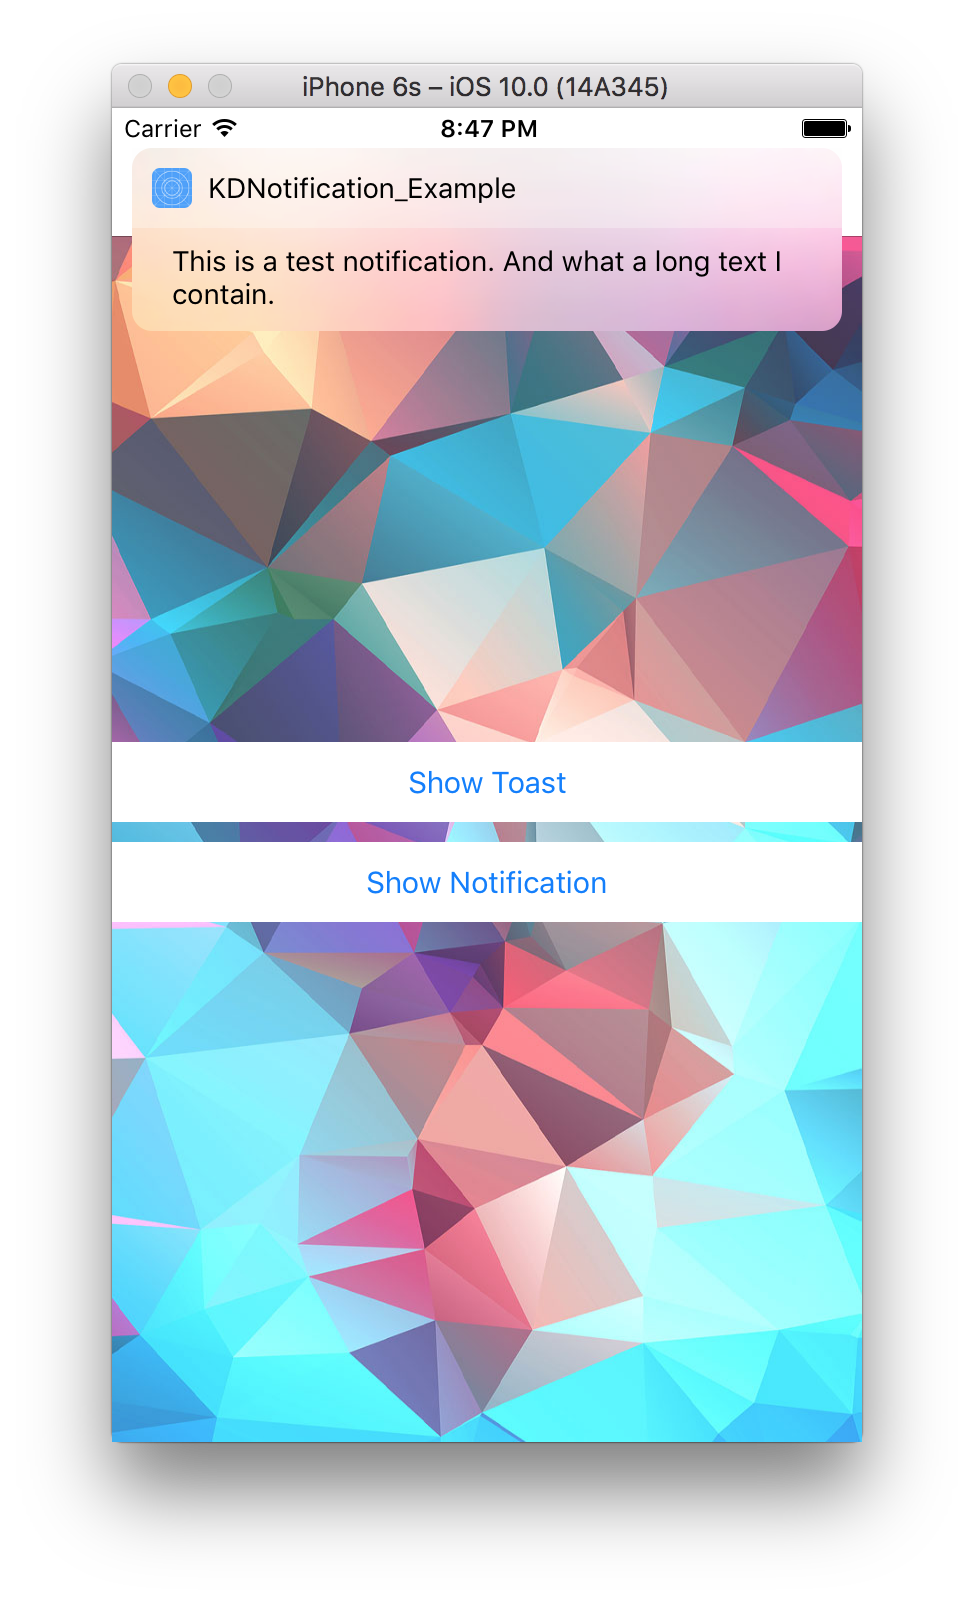 iPhone 6s – iOS 10.0 (14A345)
Carrier 8:47 PM
KDNotification_Example
This is a test notification. And what a long text I
contain.
Show Toast
Show Notification